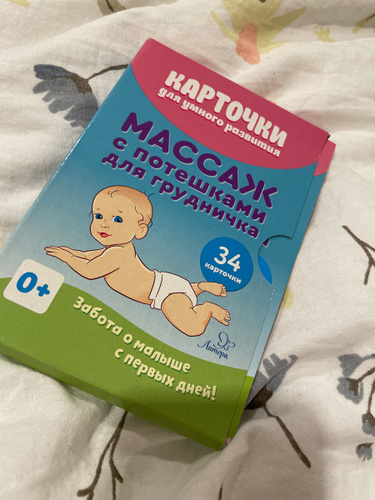 КАРТОЧКИ
для умного развития
МАССАЖ
с потешками
для грудничка
34
карточки
0+
Литера
Забота о малыше
с первых дней!